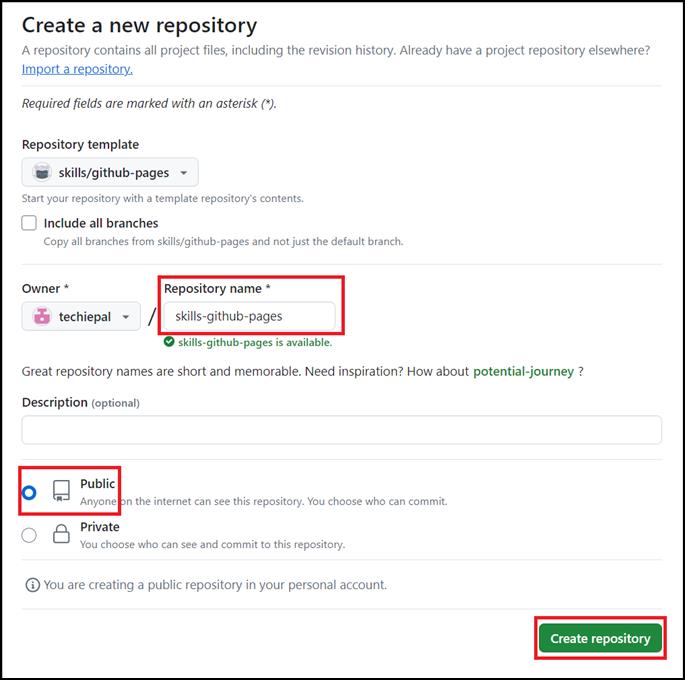 Create a new repository
A repository contains all project files, including the revision history. Already have a project repository elsewhere?
Import a repository.
Required fields are marked with an asterisk (*).
Repository template
skills/github-pages
Start your repository with a template repository's contents.
Include all branches
Copy all branches from skills/github-pages and not just the default branch.
Owner * Repository name *
techiepal / skills-github-pages
skills-github-pages is available.
Great repository names are short and memorable. Need inspiration? How about potential-journey ?
Description (optional)
Public
Anyone on the internet can see this repository. You choose who can commit.
Private
You choose who can see and commit to this repository.
You are creating a public repository in your personal account.
Create repository